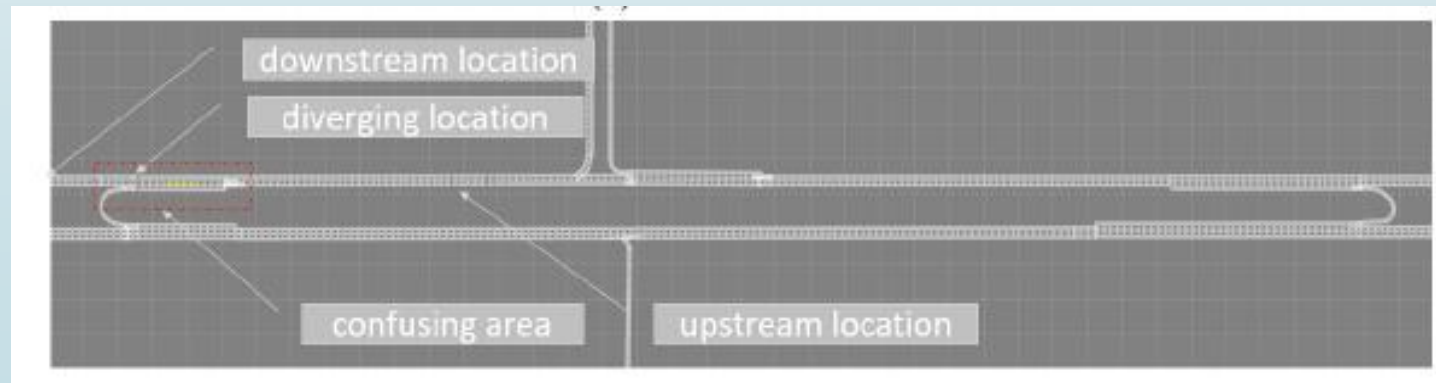 downstream location
diverging location
confusing area
upstream location